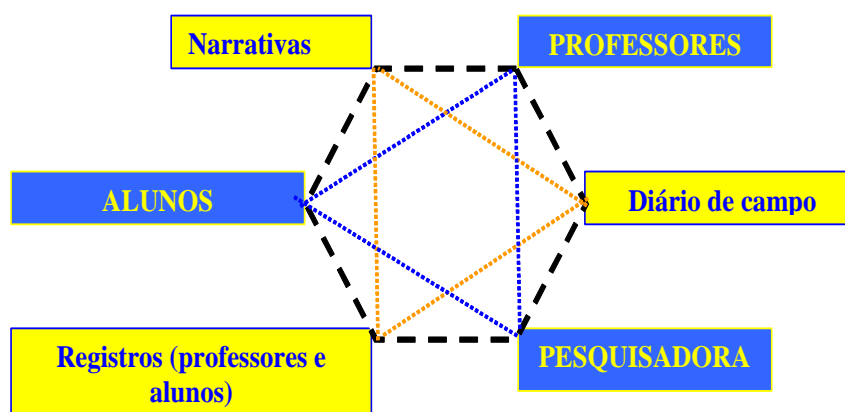 Narrativas
PROFESSORES
ALUNOS
Diário de campo
Registros (professores e
alunos)
PESQUISADORA